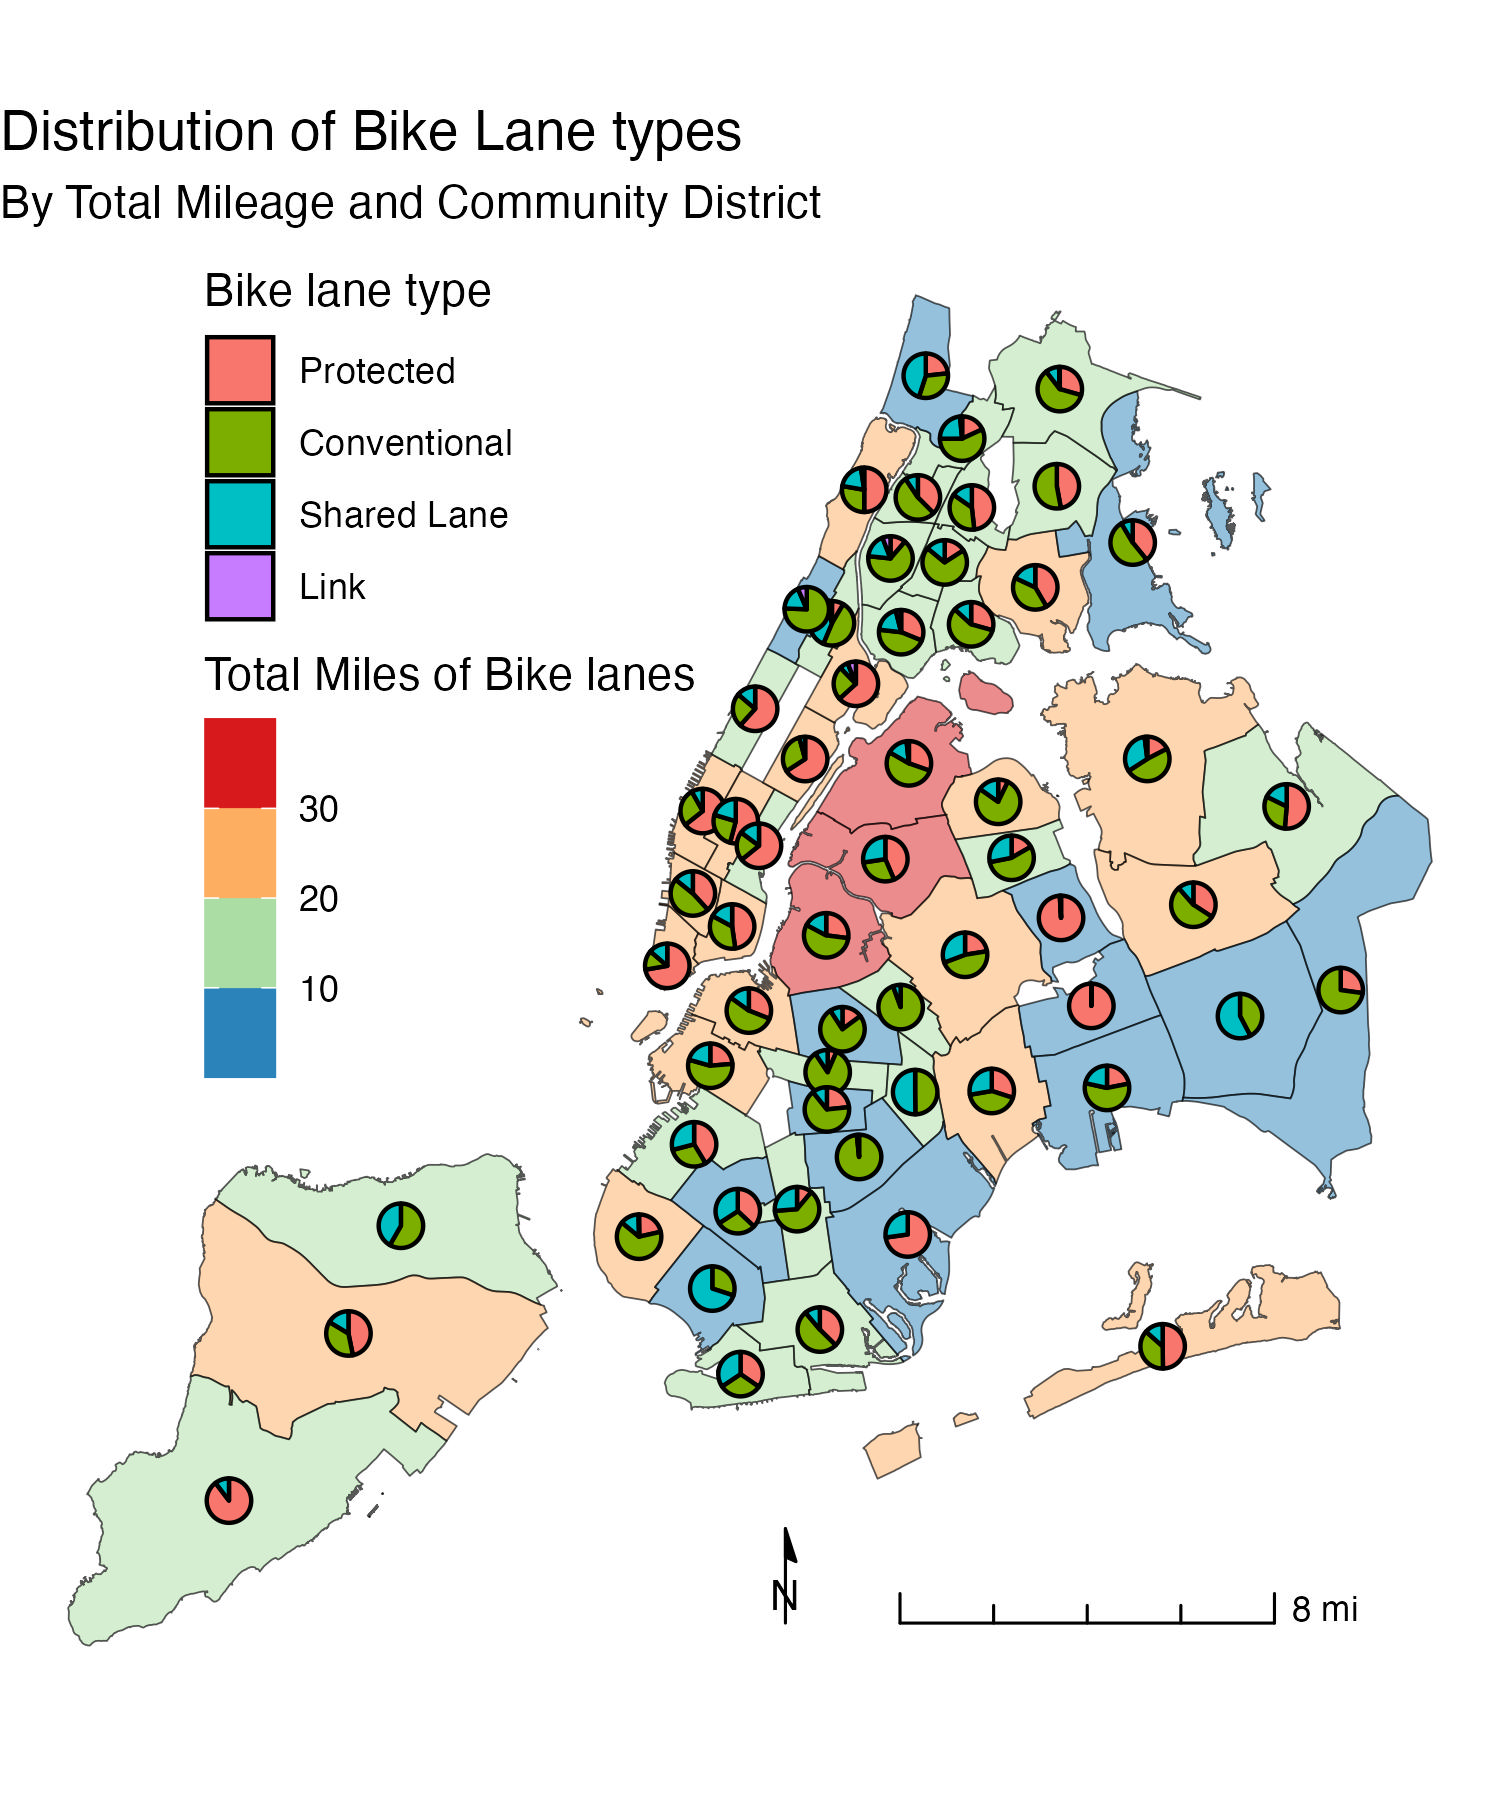 Distribution of Bike Lane types
By Total Mileage and Community District
Bike lane type
Protected
Conventional
Shared Lane
Link
Total Miles of Bike lanes
30
20
10
N
8 mi